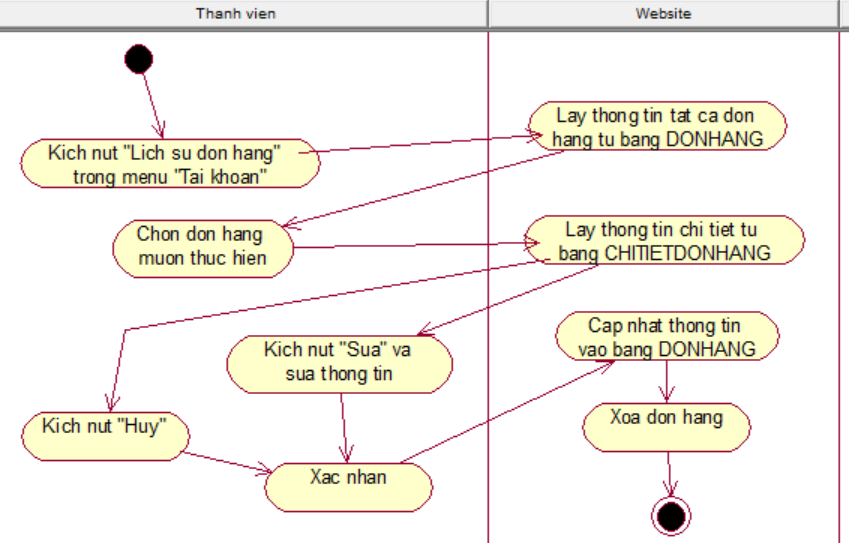 Thanh vien
Website
Lay thong tin tat ca don
hang tu bang DONHANG
Kich nut "Lich su don hang"
trong menu "Tai khoan"
Chon don hang
muon thuc hien
Lay thong tin chi tiet tu
bang CHITIETDONHANG
Cap nhat thong tin
vao bang DONHANG
Kich nut "Sua" va
sua thong tin
Kich nut "Huy"
Xoa don hang
Xac nhan